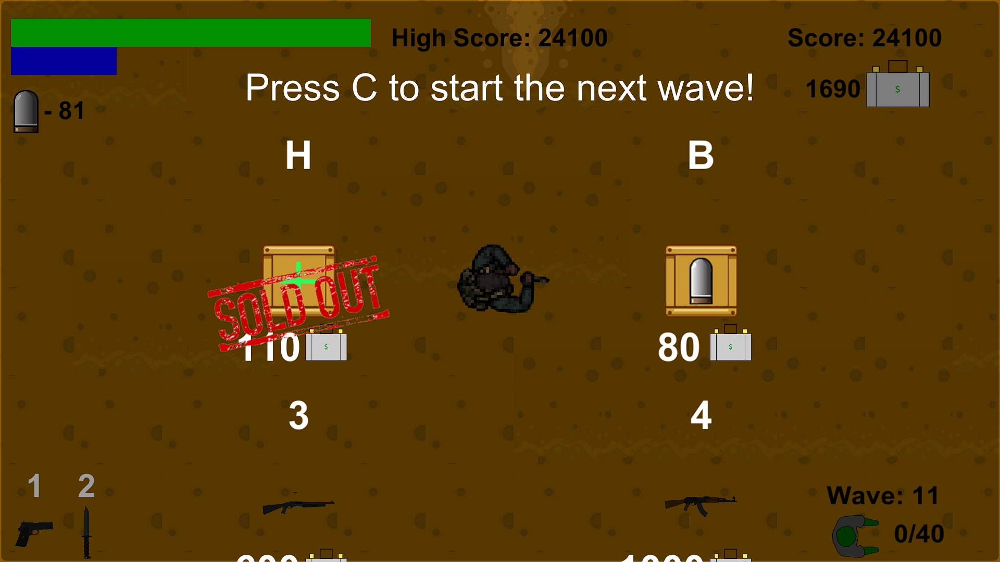 High Score: 24100
Score: 24100
Press C to start the next wave!
1690
$
- 81
H
B
SOLD OUT
110
$
80
$
3
4
1
2
Wave: 11
0/40